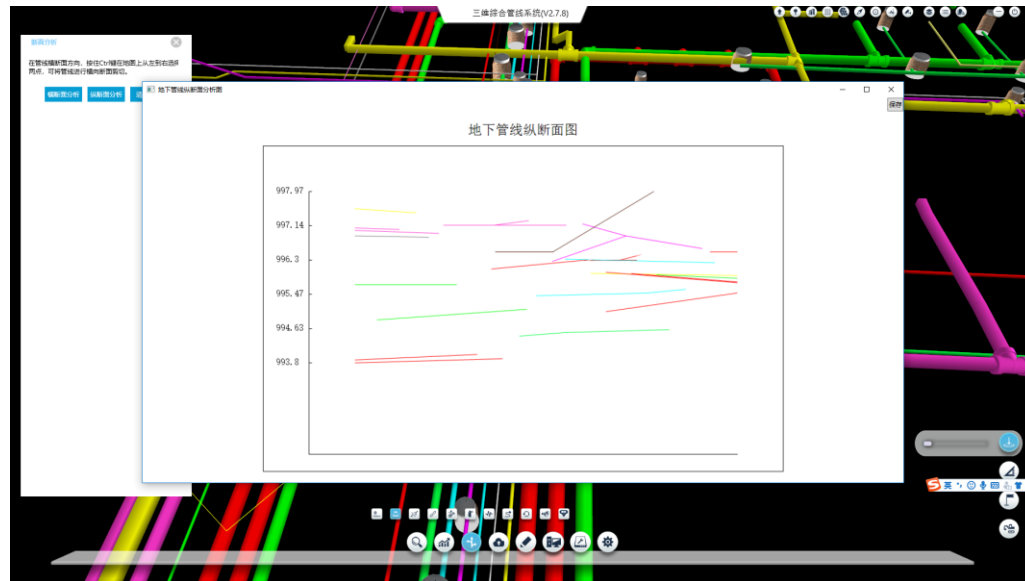 三维综合管线系统(V2.7.8)
断面分析
在管线横断面方向，按住Ctrl键在地图上从左到右选择
两点，可将管线进行横向断面剪切。
横断面分析
纵断面分析
地下管线纵断面分析图
保存
地下管线纵断面图
997.97
997.14
996.3
995.47
994.63
993.8
英